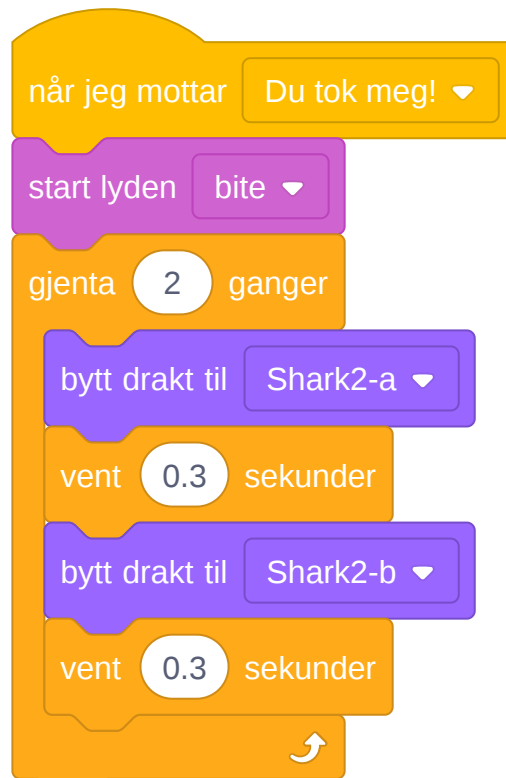 når jeg mottar Du tok meg!
start lyden bite
gjenta 2 ganger
bytt drakt til Shark2-a
vent 0.3 sekunder
bytt drakt til Shark2-b
vent 0.3 sekunder